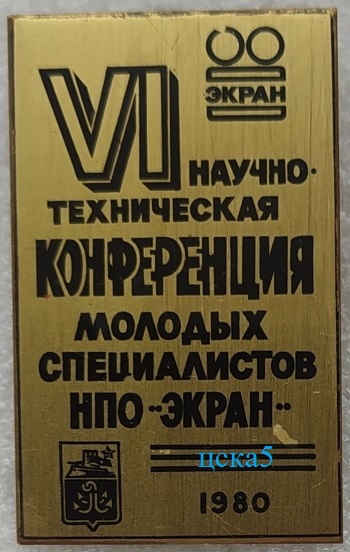 ЭКРАН
VI
НАУЧНО-
ТЕХНИЧЕСКАЯ
КОНФЕРЕНЦИЯ
МОЛОДЫХ
СПЕЦИАЛИСТОВ
НПО "ЭКРАН"
цска5
1980